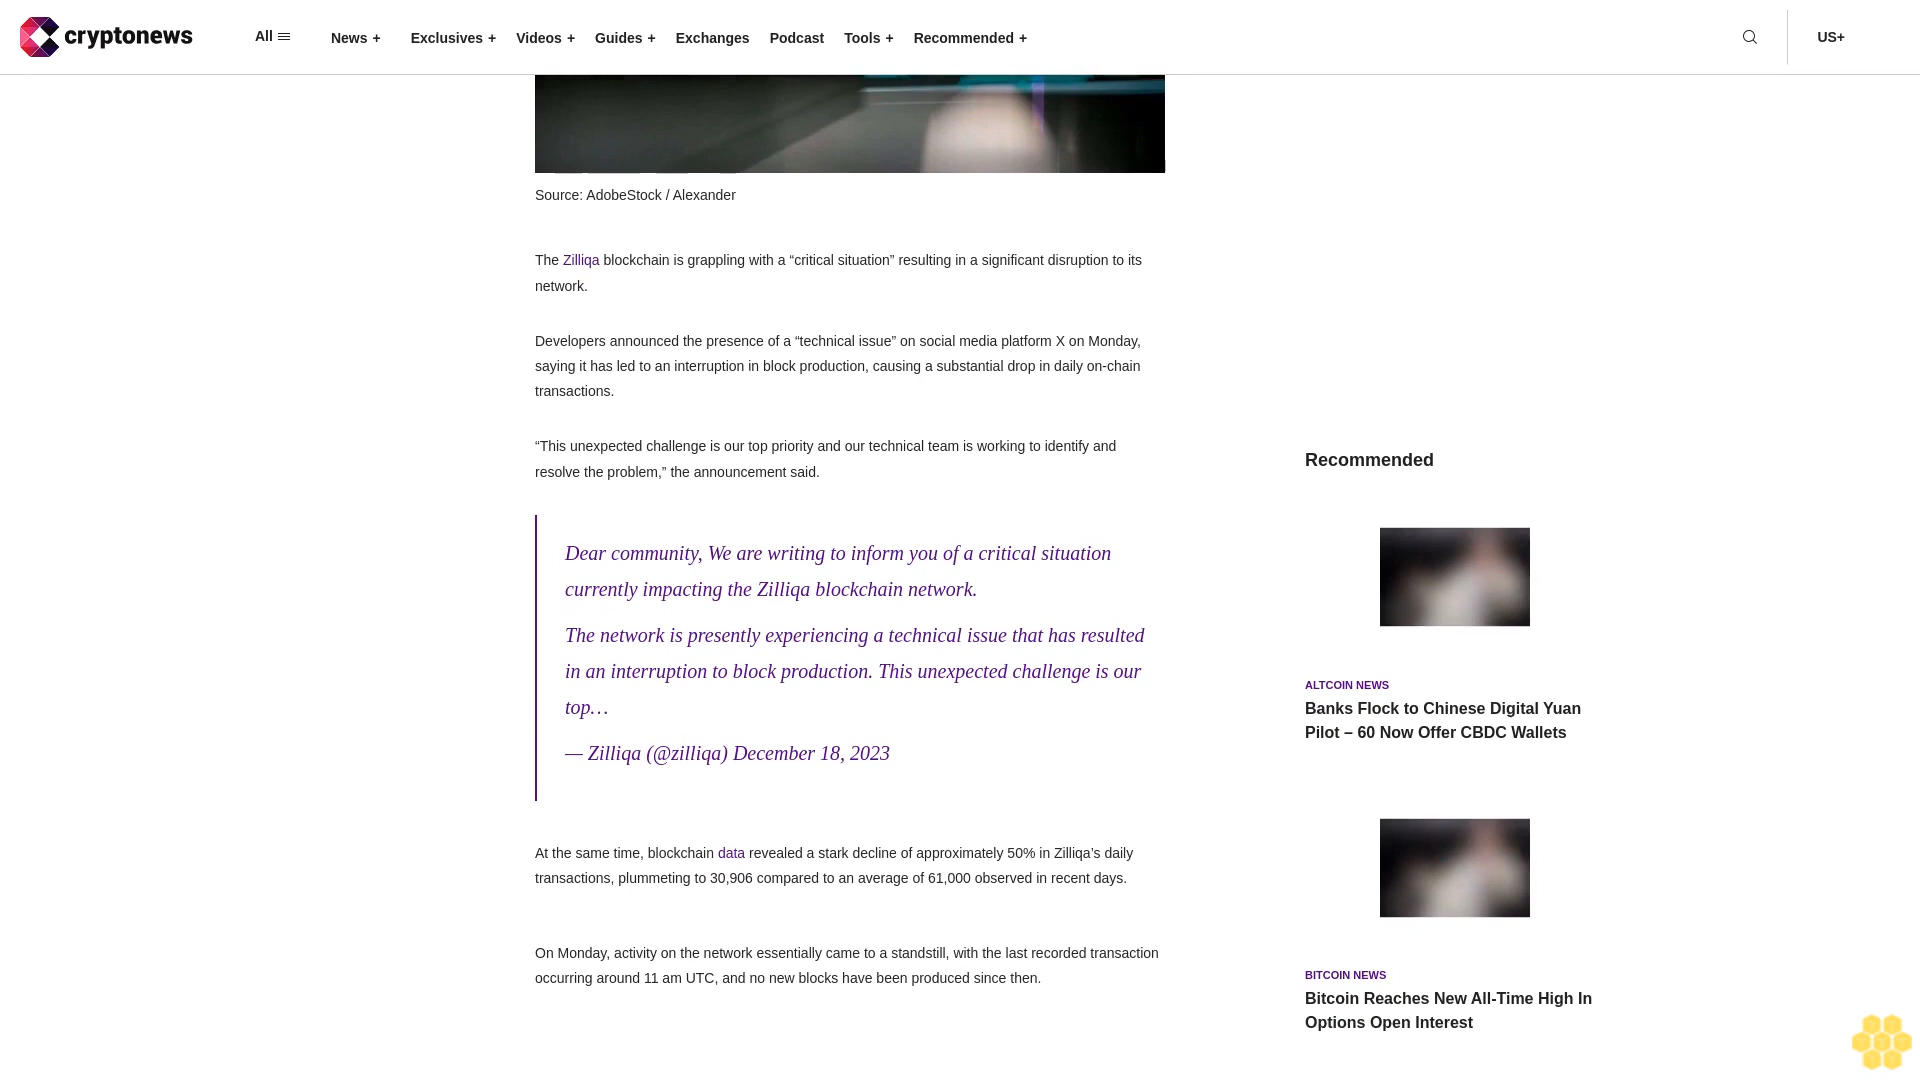 cryptonews
All
News +
Exclusives +
Videos +
Guides +
Exchanges
Podcast
Tools +
Recommended +
US+
Source: AdobeStock / Alexander
The Zilliqa blockchain is grappling with a “critical situation” resulting in a significant disruption to its
network.
Developers announced the presence of a “technical issue” on social media platform X on Monday,
saying it has led to an interruption in block production, causing a substantial drop in daily on-chain
transactions.
“This unexpected challenge is our top priority and our technical team is working to identify and
resolve the problem,” the announcement said.
Dear community, We are writing to inform you of a critical situation
currently impacting the Zilliqa blockchain network.
The network is presently experiencing a technical issue that has resulted
in an interruption to block production. This unexpected challenge is our
top…
— Zilliqa (@zilliqa) December 18, 2023
At the same time, blockchain data revealed a stark decline of approximately 50% in Zilliqa’s daily
transactions, plummeting to 30,906 compared to an average of 61,000 observed in recent days.
On Monday, activity on the network essentially came to a standstill, with the last recorded transaction
occurring around 11 am UTC, and no new blocks have been produced since then.
Recommended
ALTCOIN NEWS
Banks Flock to Chinese Digital Yuan
Pilot – 60 Now Offer CBDC Wallets
BITCOIN NEWS
Bitcoin Reaches New All-Time High In
Options Open Interest